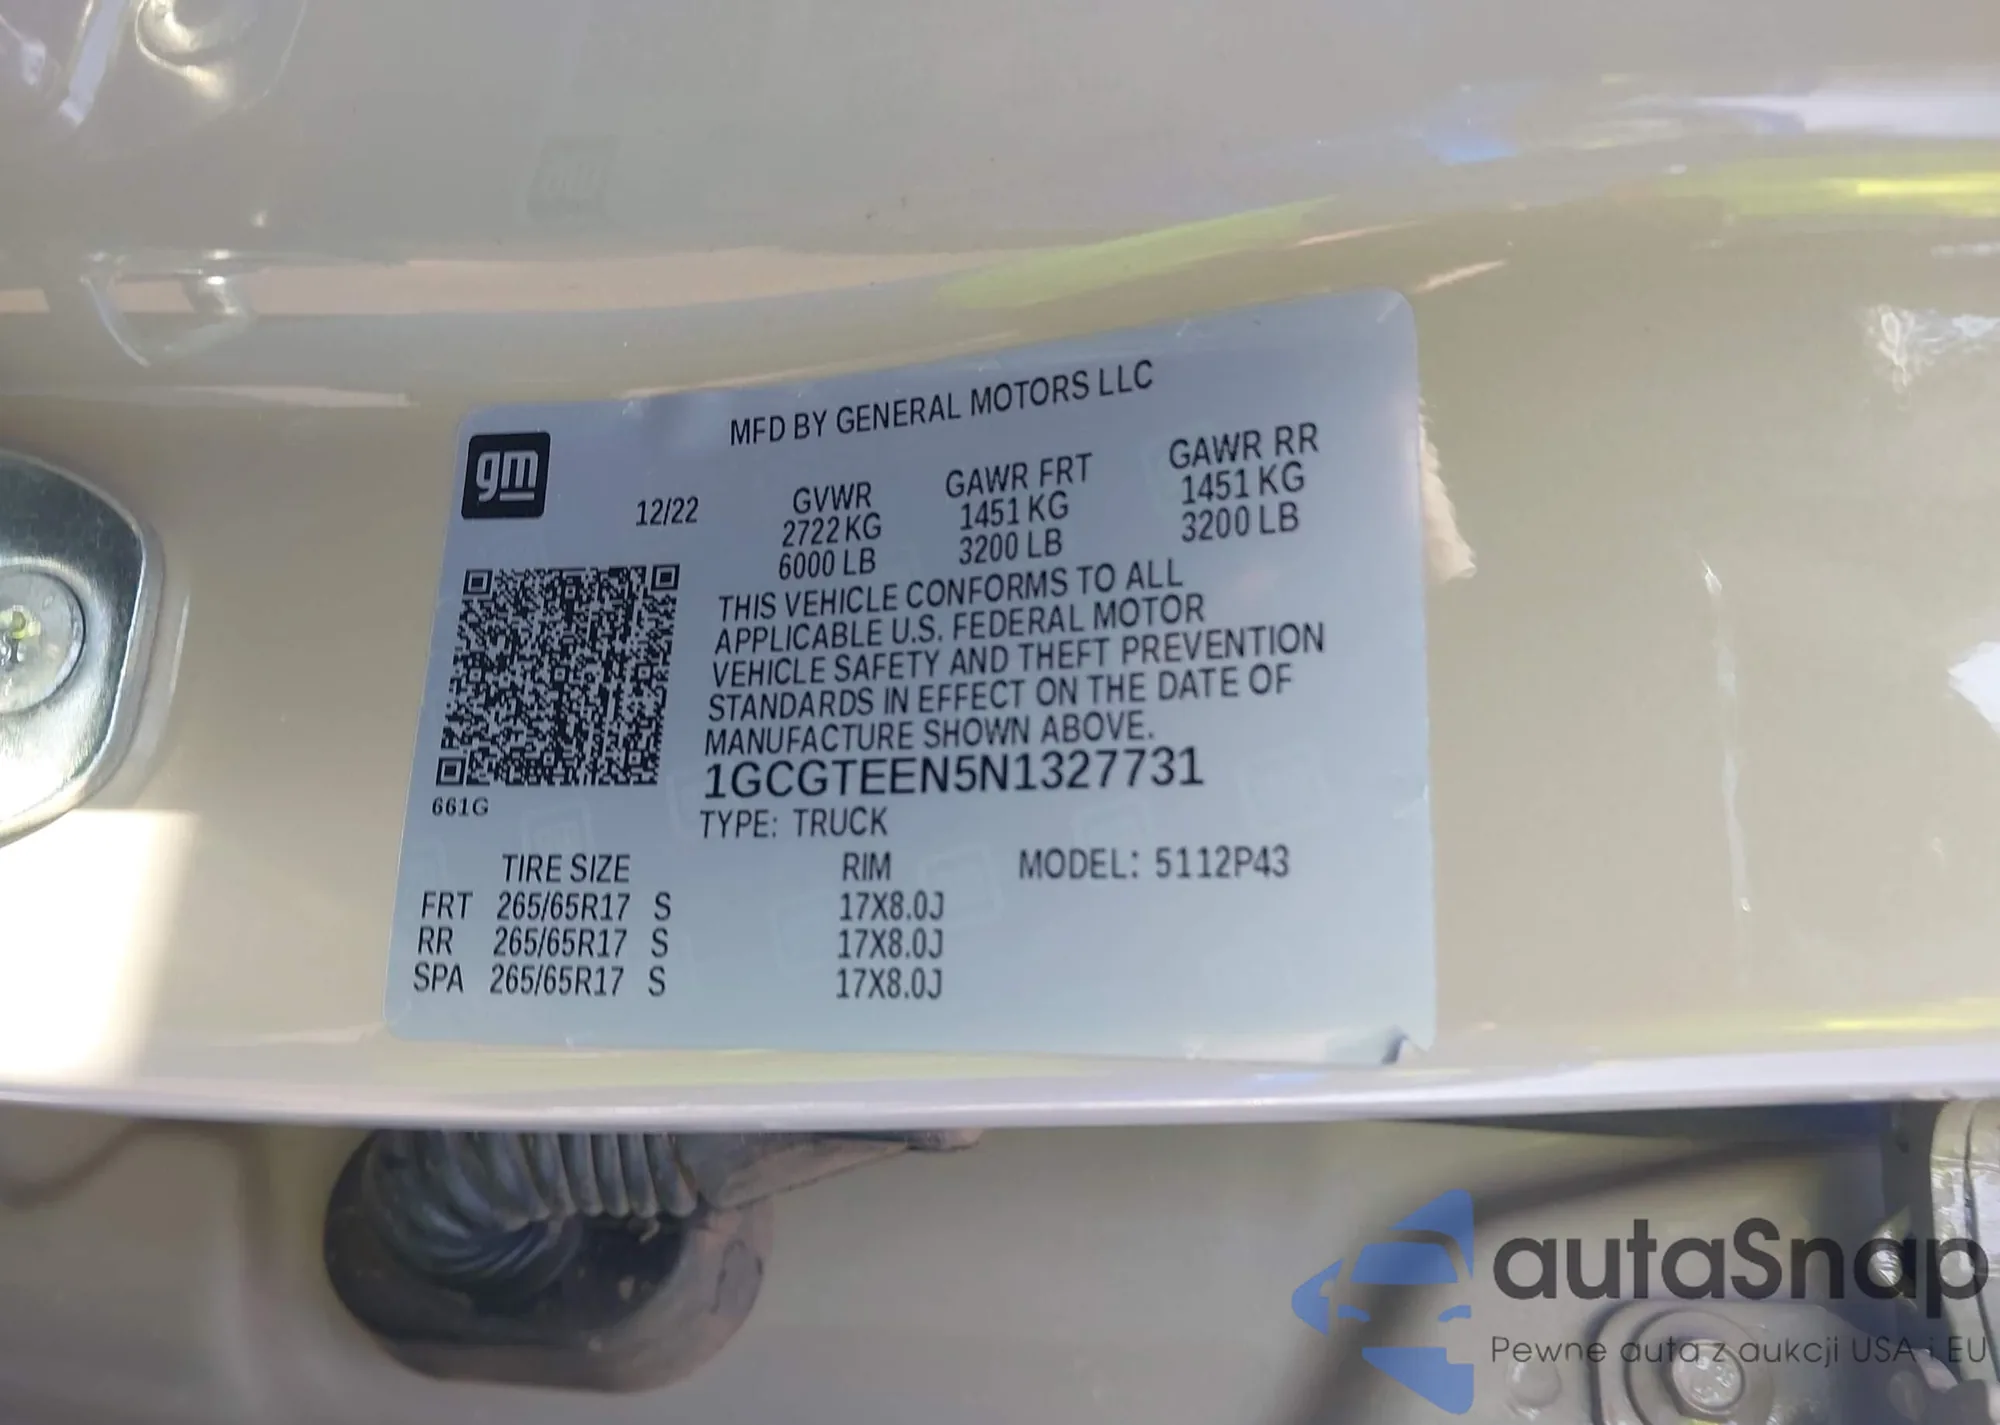 MFD BY GENERAL MOTORS LLC
gm
12/22
GVWR GAWR FRT GAWR RR
2722 KG 1451 KG 1451 KG
6000 LB 3200 LB 3200 LB
THIS VEHICLE CONFORMS TO ALL
APPLICABLE U.S. FEDERAL MOTOR
VEHICLE SAFETY AND THEFT PREVENTION
STANDARDS IN EFFECT ON THE DATE OF
MANUFACTURE SHOWN ABOVE.
1GCGTEEN5N1327731
661G
TYPE: TRUCK
TIRE SIZE RIM MODEL: 5112P43
FRT 265/65R17 S 17X8.0J
RR 265/65R17 S 17X8.0J
SPA 265/65R17 S 17X8.0J
autaSnap
Pewne auta z aukcji USA i EU